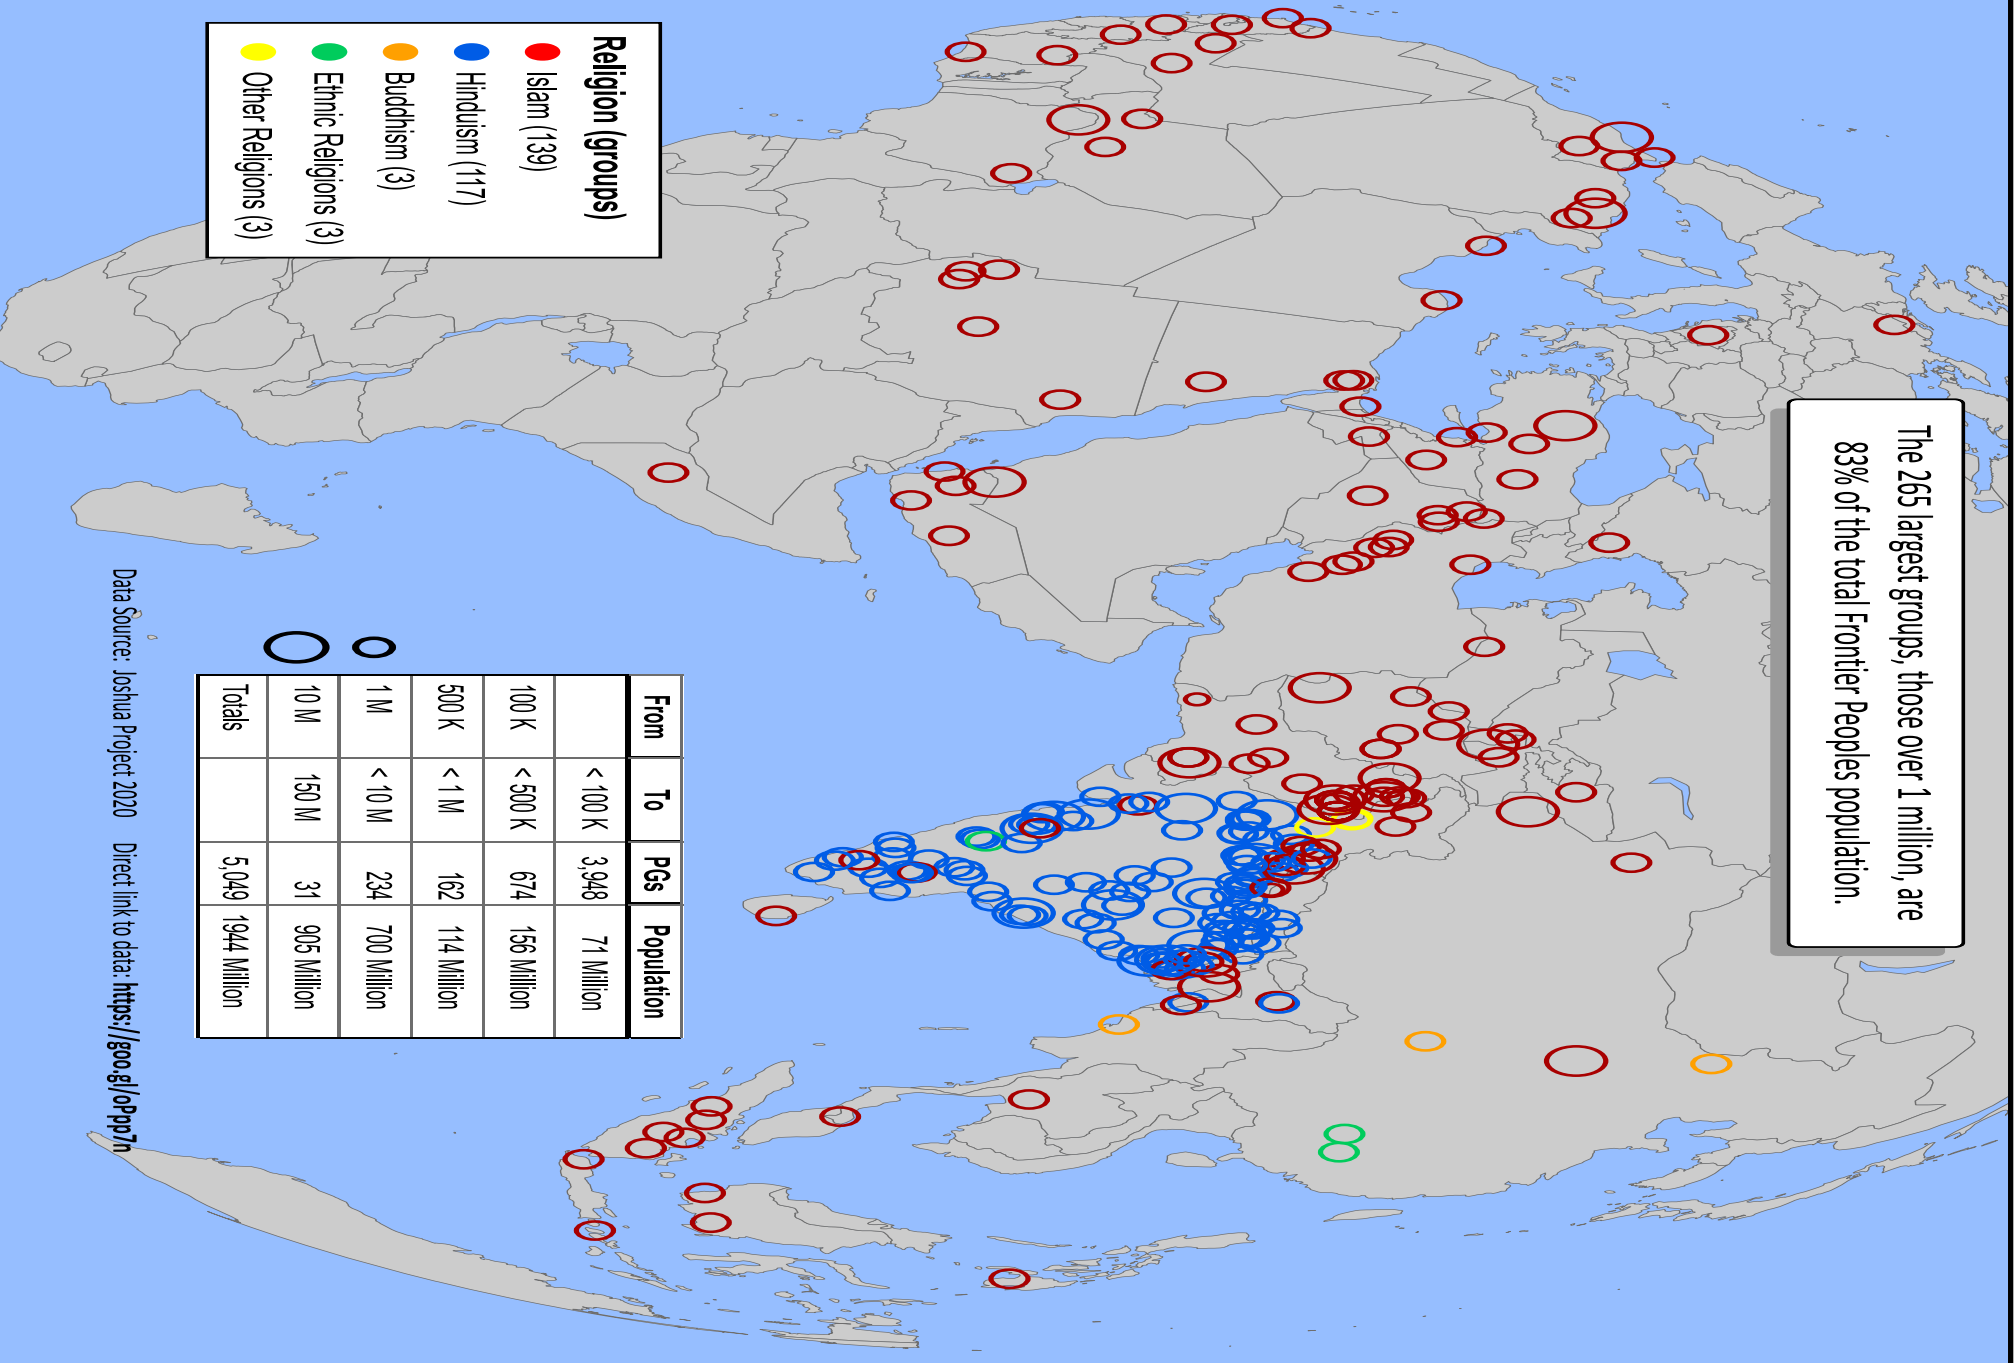 The 265 largest groups, those over 1 million, are
83% of the total Frontier Peoples population.
Religion (groups)
Islam (139)
Hinduism (117)
Buddhism (3)
Ethnic Religions (3)
Other Religions (3)
From To PGs Population
< 100 K 3,948 71 Million
100 K < 500 K 674 156 Million
500 K < 1 M 162 114 Million
1 M < 10 M 234 700 Million
10 M 150 M 31 905 Million
Totals 5,049 1944 Million
Data Source: Joshua Project 2020 Direct link to data: https://goo.gl/oPpp7n